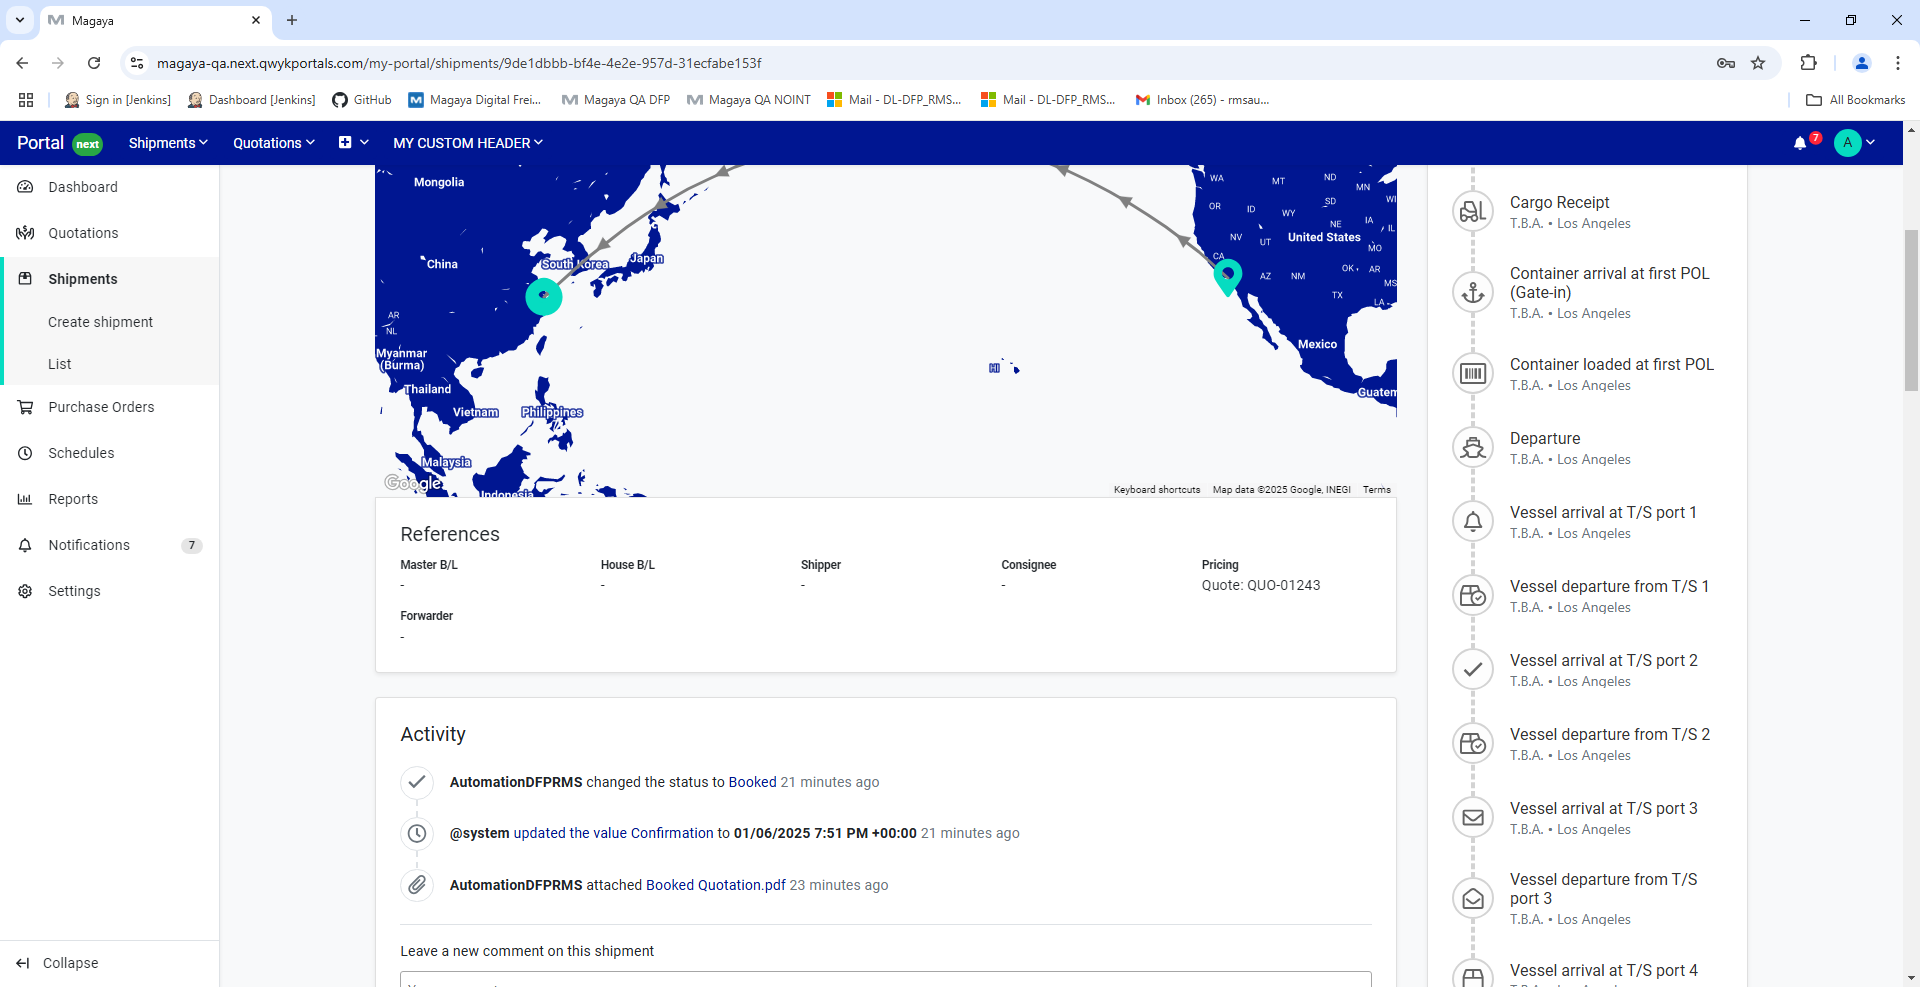 Magaya
magaya-qa.next.qwykportals.com/my-portal/shipments/9de1dbbb-bf4e-4e2e-957d-31ecfabe153f
Sign in [Jenkins]
Dashboard [Jenkins]
GitHub
Magaya Digital Frei...
Magaya QA DFP
Magaya QA NOINT
Mail - DL-DFP_RMS...
Mail - DL-DFP_RMS...
Inbox (265) - rmsau...
All Bookmarks
Portal next
Shipments
Quotations
MY CUSTOM HEADER
7
A
Dashboard
Quotations
Shipments
Create shipment
List
Purchase Orders
Schedules
Reports
Notifications 7
Settings
Collapse
Mongolia
China
South Korea
Japan
AR
NL
Myanmar
(Burma)
Thailand
Vietnam
Philippines
Malaysia
Indonesia
HI
WA
MT
ND
MN
OR
ID
WY
SD
WI
NE
IA
IL
NV
UT
United States
MO
CA
AZ
NM
OK
AR
MS
TX
LA
Mexico
Guatem
Google
Keyboard shortcuts
Map data ©2025 Google, INEGI
Terms
References
Master B/L
-
House B/L
-
Shipper
-
Consignee
-
Pricing
Quote: QUO-01243
Forwarder
-
Activity
AutomationDFPRMS changed the status to Booked 21 minutes ago
@system updated the value Confirmation to 01/06/2025 7:51 PM +00:00 21 minutes ago
AutomationDFPRMS attached Booked Quotation.pdf 23 minutes ago
Leave a new comment on this shipment
Cargo Receipt
T.B.A. • Los Angeles
Container arrival at first POL
(Gate-in)
T.B.A. • Los Angeles
Container loaded at first POL
T.B.A. • Los Angeles
Departure
T.B.A. • Los Angeles
Vessel arrival at T/S port 1
T.B.A. • Los Angeles
Vessel departure from T/S 1
T.B.A. • Los Angeles
Vessel arrival at T/S port 2
T.B.A. • Los Angeles
Vessel departure from T/S 2
T.B.A. • Los Angeles
Vessel arrival at T/S port 3
T.B.A. • Los Angeles
Vessel departure from T/S
port 3
T.B.A. • Los Angeles
Vessel arrival at T/S port 4